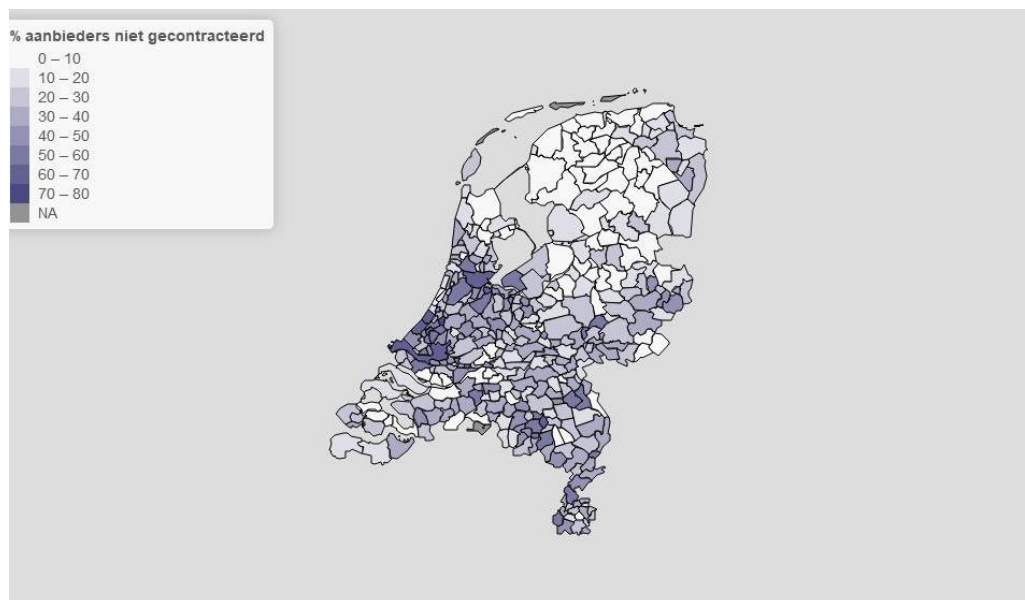 % aanbieders niet gecontracteerd
0 – 10
10 – 20
20 – 30
30 – 40
40 – 50
50 – 60
60 – 70
70 – 80
NA